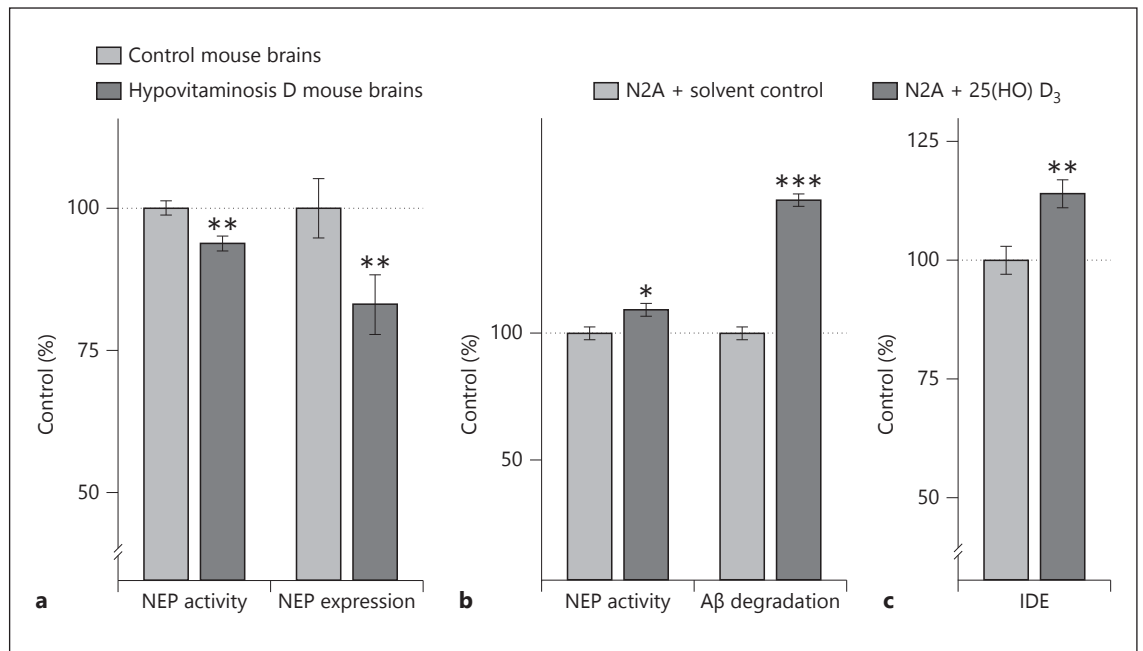 Control mouse brains
Hypovitaminosis D mouse brains
N2A + solvent control
N2A + 25(HO) D₃
Control (%)
100
75
50
**
**
a
NEP activity
NEP expression
Control (%)
100
50
*
***
b
NEP activity
Aβ degradation
Control (%)
125
100
75
50
**
c
IDE